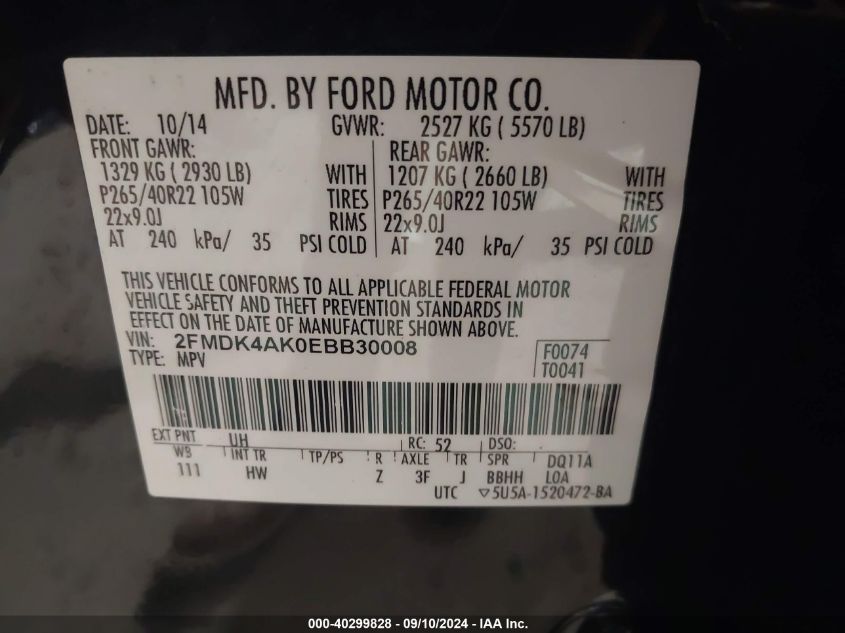 MFD. BY FORD MOTOR CO.
DATE: 10/14 GVWR: 2527 KG ( 5570 LB)
FRONT GAWR: REAR GAWR:
1329 KG ( 2930 LB) WITH 1207 KG ( 2660 LB) WITH
P265/40R22 105W TIRES P265/40R22 105W TIRES
22x9.0J RIMS 22x9.0J RIMS
AT 240 kPa/ 35 PSI COLD AT 240 kPa/ 35 PSI COLD
THIS VEHICLE CONFORMS TO ALL APPLICABLE FEDERAL MOTOR
VEHICLE SAFETY AND THEFT PREVENTION STANDARDS IN
EFFECT ON THE DATE OF MANUFACTURE SHOWN ABOVE.
VIN: 2FMDK4AK0EBB30008 F0074
TYPE: MPV T0041
EXT PNT UH RC: 52 DSO:
WB INT TR TP/PS R AXLE TR SPR DQ11A
111 HW Z 3F J BBHH LOA
UTC ▽5U5A-1520472-BA
000-40299828 - 09/10/2024 - IAA Inc.